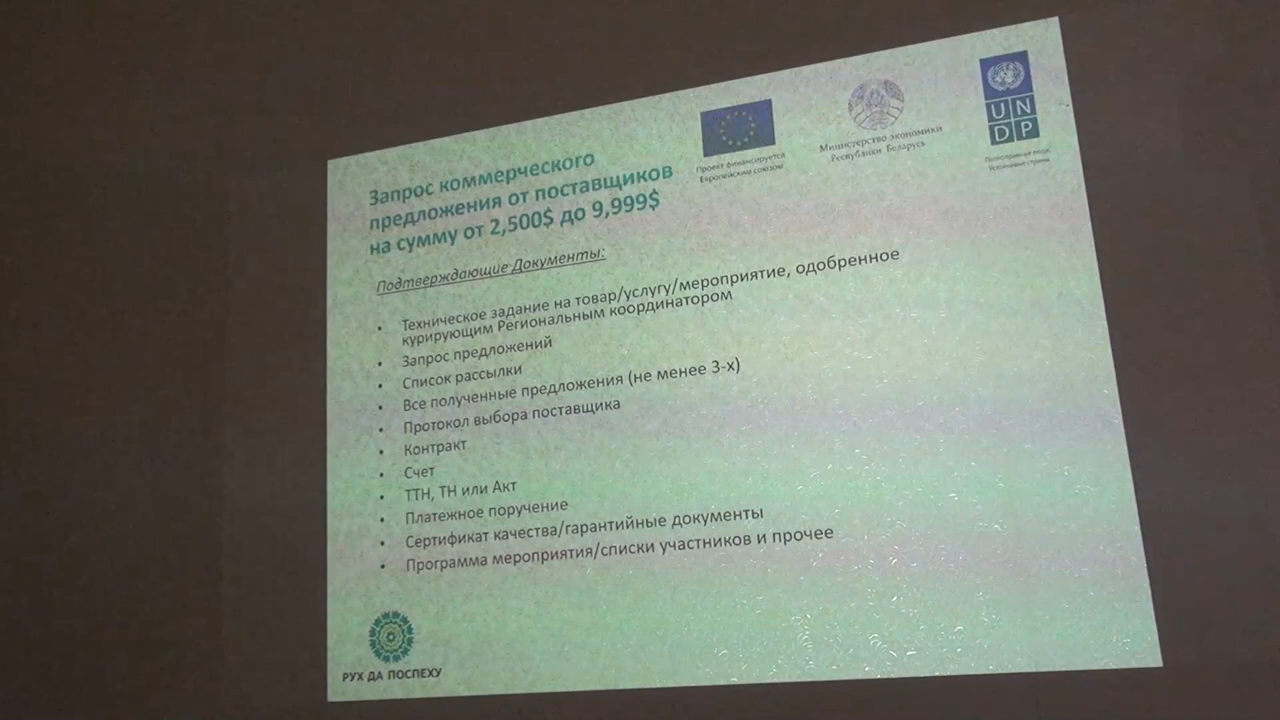 Запрос коммерческого
предложения от поставщиков
на сумму от 2,500$ до 9,999$
Проект финансируется
Европейским союзом
Министерство экономики
Республики Беларусь
UN
DP
Устойчивые страны
Подтверждающие Документы:
• Техническое задание на товар/услугу/мероприятие, одобренное
курирующим Региональным координатором
• Запрос предложений
• Список рассылки
• Все полученные предложения (не менее 3-х)
• Протокол выбора поставщика
• Контракт
• Счет
• ТТН, ТН или Акт
• Платежное поручение
• Сертификат качества/гарантийные документы
• Программа мероприятия/списки участников и прочее
РУХ ДА ПОСПЕХУ